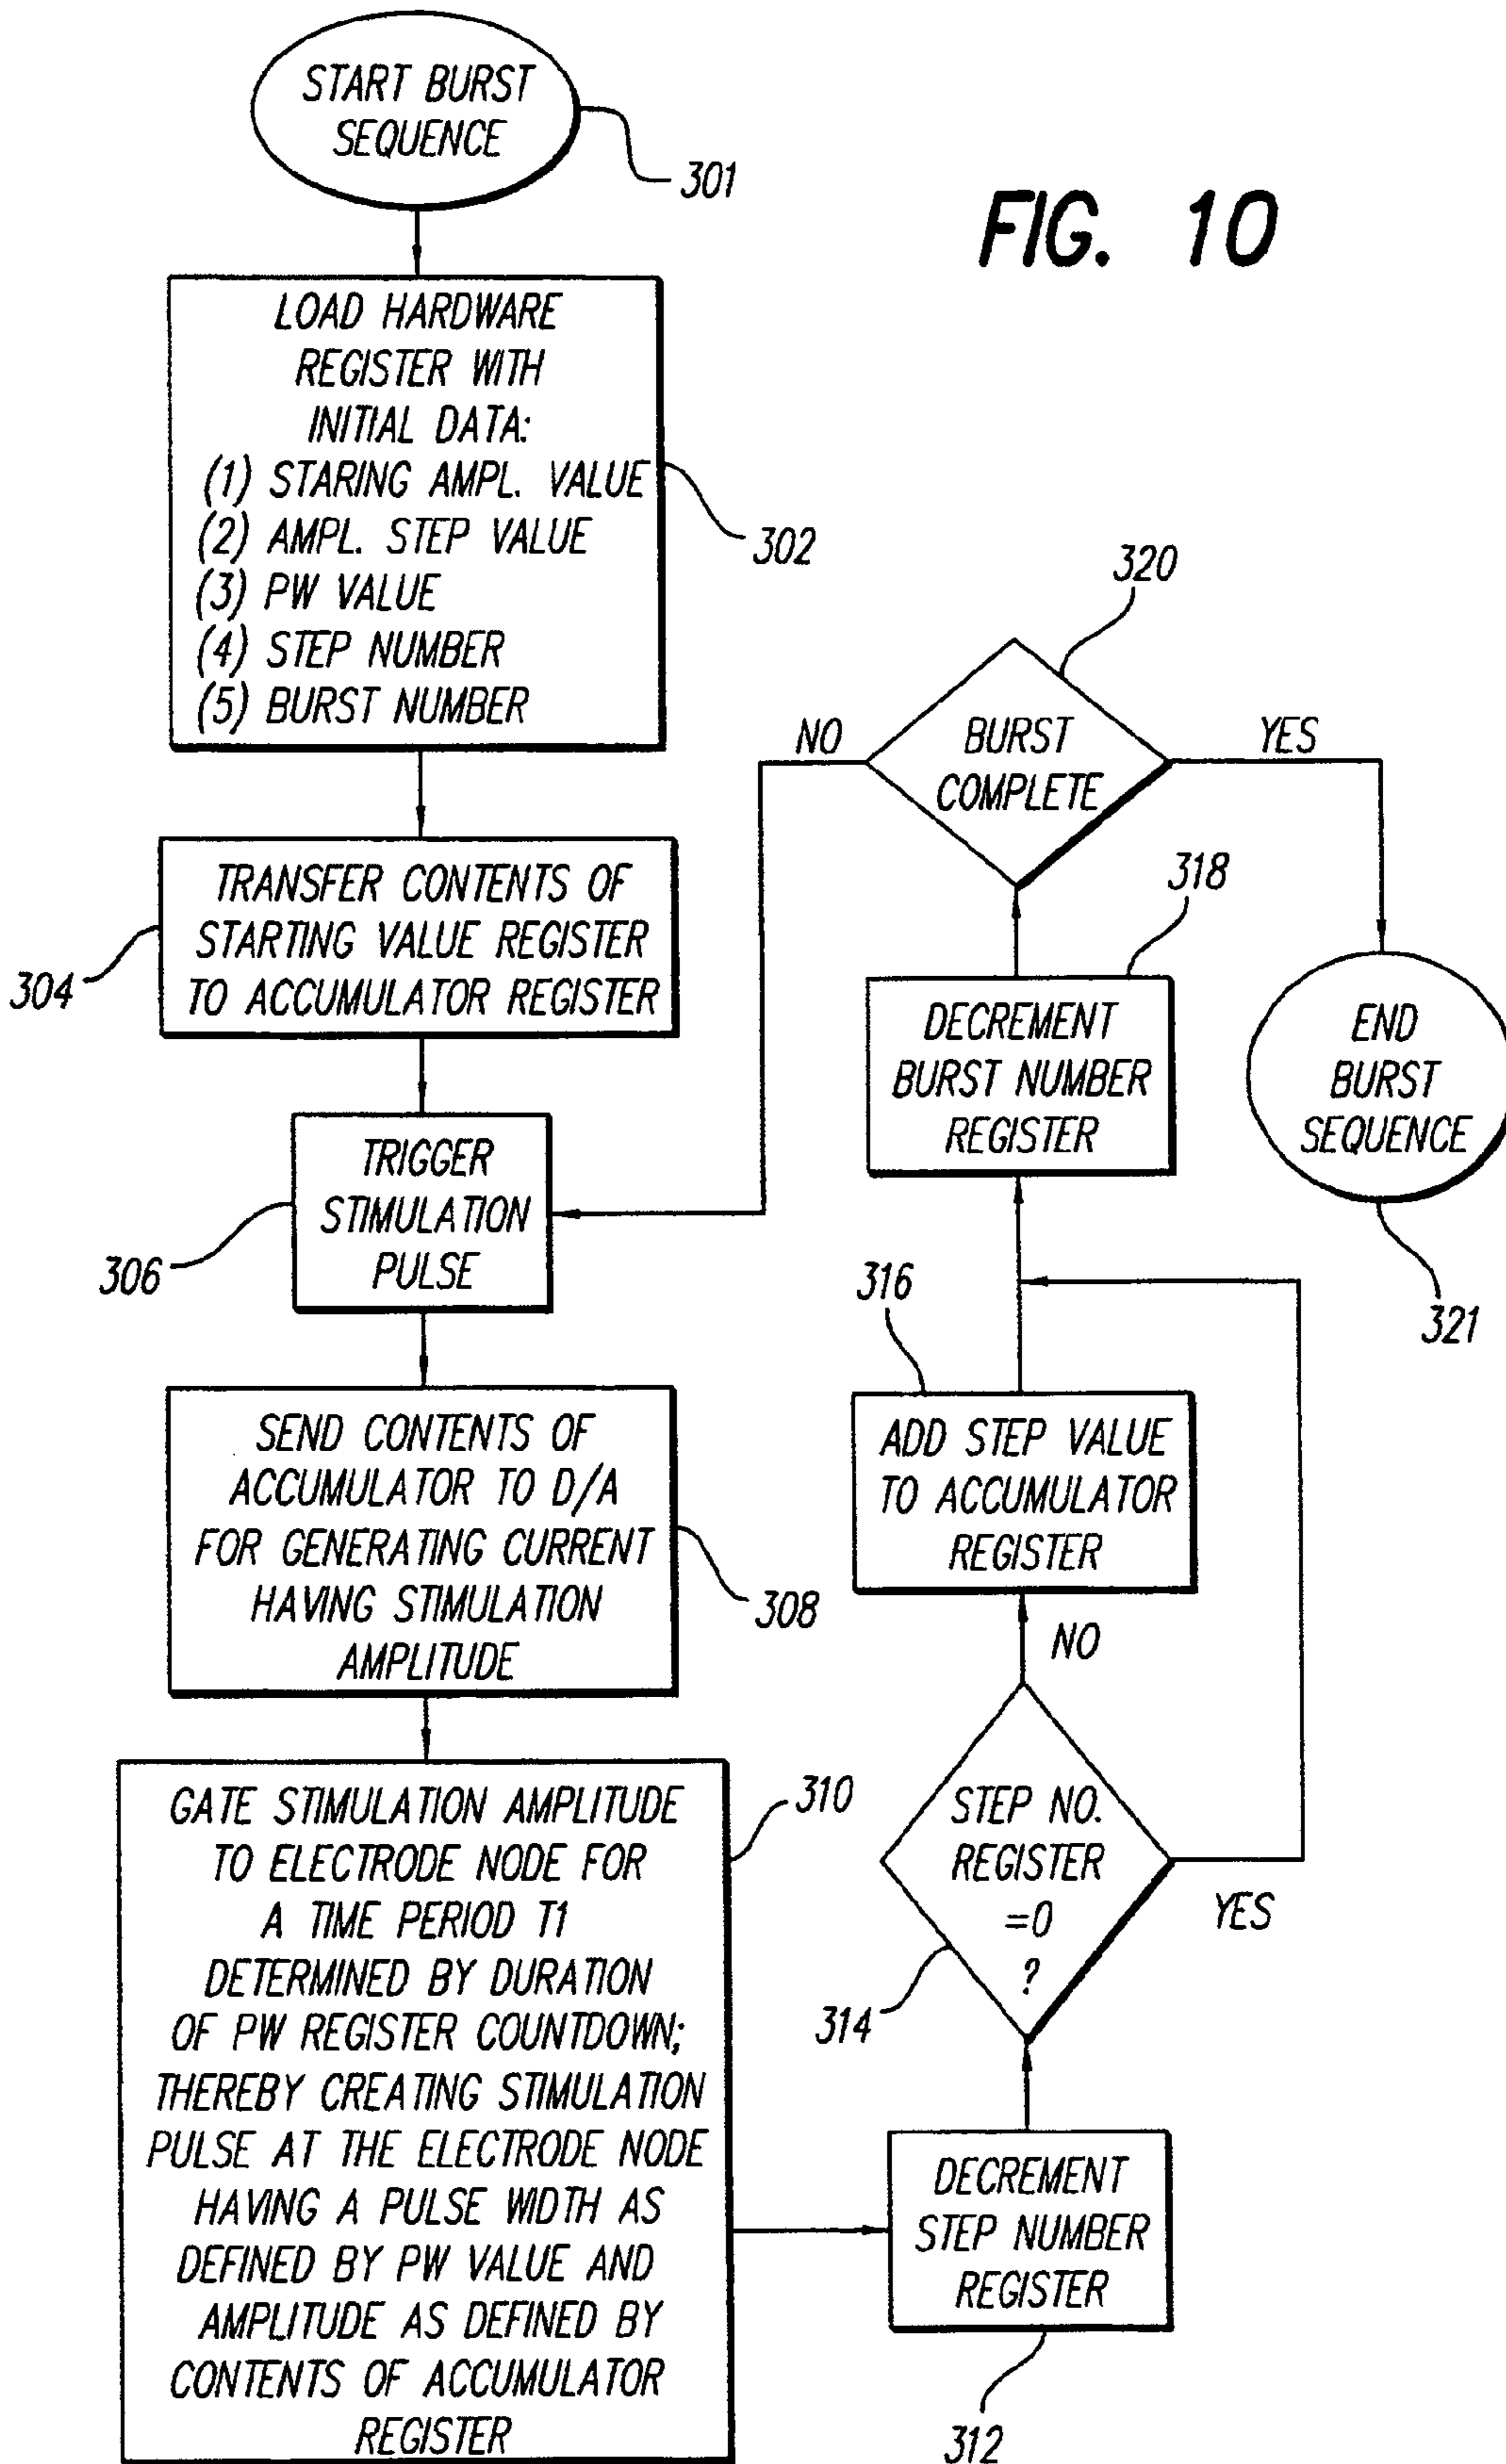 START BURST
SEQUENCE
301
FIG. 10
LOAD HARDWARE
REGISTER WITH
INITIAL DATA:
(1) STARING AMPL. VALUE
(2) AMPL. STEP VALUE
(3) PW VALUE
(4) STEP NUMBER
(5) BURST NUMBER
302
TRANSFER CONTENTS OF
STARTING VALUE REGISTER
TO ACCUMULATOR REGISTER
304
TRIGGER
STIMULATION
PULSE
306
SEND CONTENTS OF
ACCUMULATOR TO D/A
FOR GENERATING CURRENT
HAVING STIMULATION
AMPLITUDE
308
GATE STIMULATION AMPLITUDE
TO ELECTRODE NODE FOR
A TIME PERIOD T1
DETERMINED BY DURATION
OF PW REGISTER COUNTDOWN;
THEREBY CREATING STIMULATION
PULSE AT THE ELECTRODE NODE
HAVING A PULSE WIDTH AS
DEFINED BY PW VALUE AND
AMPLITUDE AS DEFINED BY
CONTENTS OF ACCUMULATOR
REGISTER
310
DECREMENT
STEP NUMBER
REGISTER
312
STEP NO.
REGISTER
=0
?
314
YES
NO
ADD STEP VALUE
TO ACCUMULATOR
REGISTER
316
DECREMENT
BURST NUMBER
REGISTER
318
BURST
COMPLETE
320
NO
YES
END
BURST
SEQUENCE
321